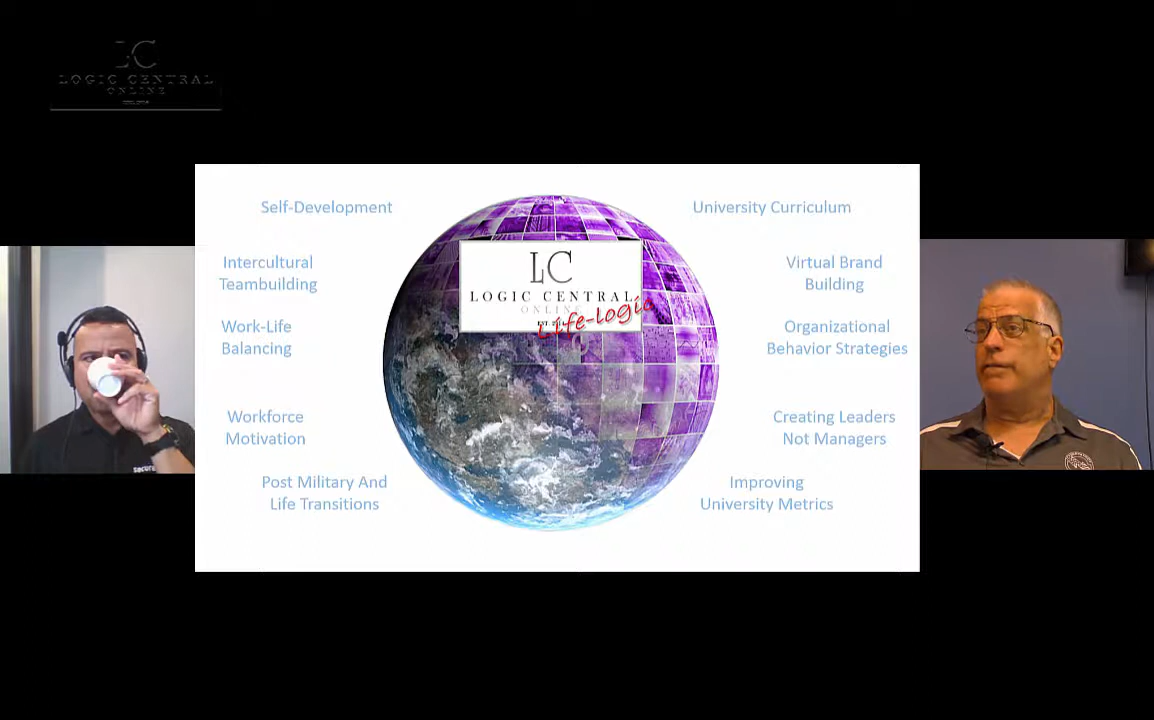 LC
LOGIC CENTRAL
ONLINE
Self-Development
University Curriculum
Intercultural
Teambuilding
Virtual Brand
Building
LC
LOGIC CENTRAL
ONLINE
Life-logic
Work-Life
Balancing
Organizational
Behavior Strategies
Workforce
Motivation
Creating Leaders
Not Managers
Post Military And
Life Transitions
Improving
University Metrics